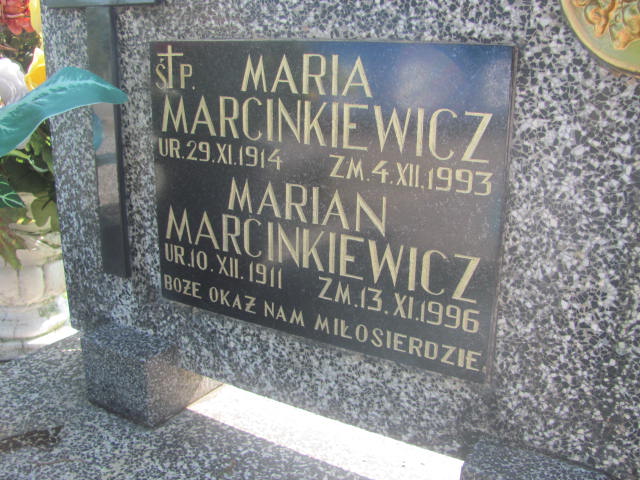 Ś†P. MARIA
MARCINKIEWICZ
UR.29.XI.1914 ZM.4.XII.1993
MARIAN
MARCINKIEWICZ
UR.10.XII.1911 ZM.13.XI.1996
BOŻE OKAŻ NAM MIŁOSIERDZIE